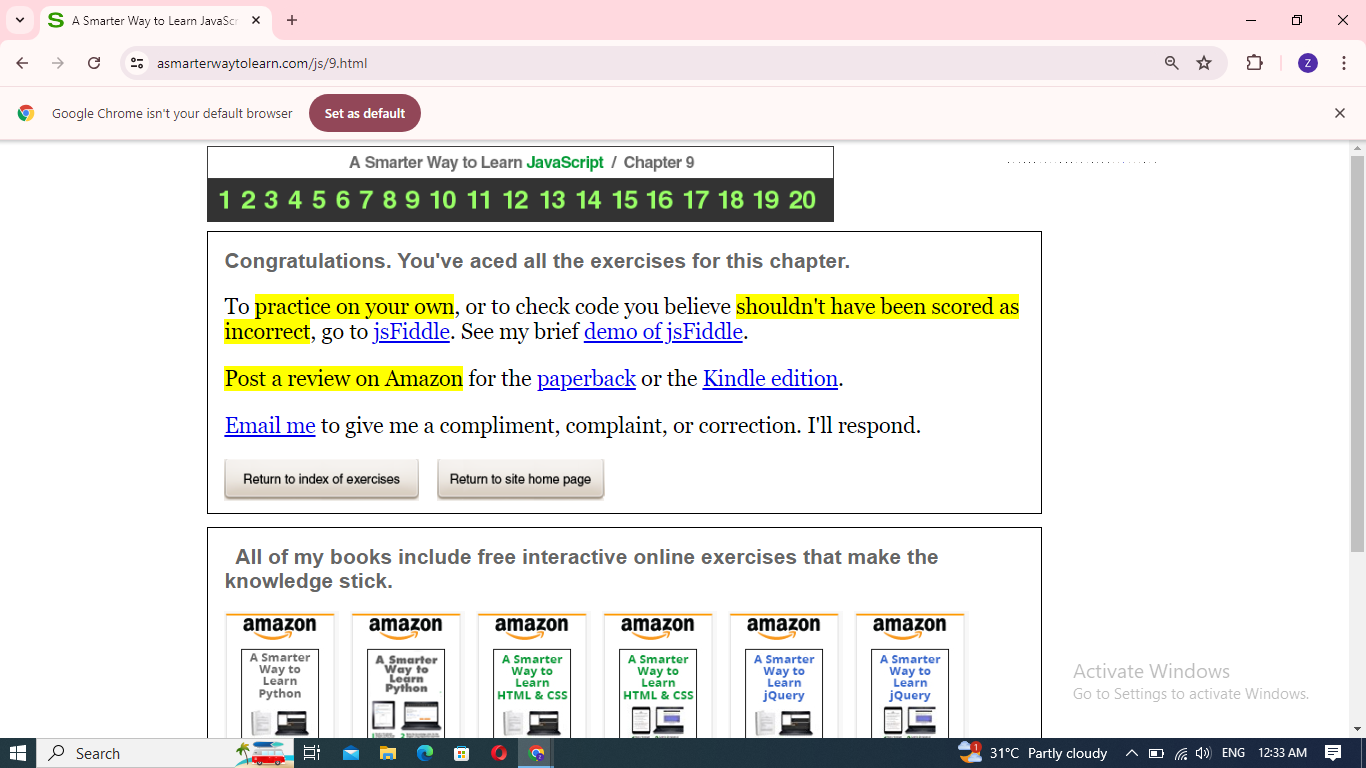 A Smarter Way to Learn JavaScr
asmarterwaytolearn.com/js/9.html
Z
Google Chrome isn't your default browser
Set as default
A Smarter Way to Learn JavaScript / Chapter 9
1 2 3 4 5 6 7 8 9 10 11 12 13 14 15 16 17 18 19 20
Congratulations. You've aced all the exercises for this chapter.
To practice on your own, or to check code you believe shouldn't have been scored as
incorrect, go to jsFiddle. See my brief demo of jsFiddle.
Post a review on Amazon for the paperback or the Kindle edition.
Email me to give me a compliment, complaint, or correction. I'll respond.
Return to index of exercises
Return to site home page
All of my books include free interactive online exercises that make the
knowledge stick.
amazon
A Smarter
Way to
Learn
Python
amazon
A Smarter
Way to
Learn
Python
amazon
A Smarter
Way to
Learn
HTML & CSS
amazon
A Smarter
Way to
Learn
HTML & CSS
amazon
A Smarter
Way to
Learn
jQuery
amazon
A Smarter
Way to
Learn
jQuery
Activate Windows
Go to Settings to activate Windows.
Search
1
31°C Partly cloudy
ENG
12:33 AM